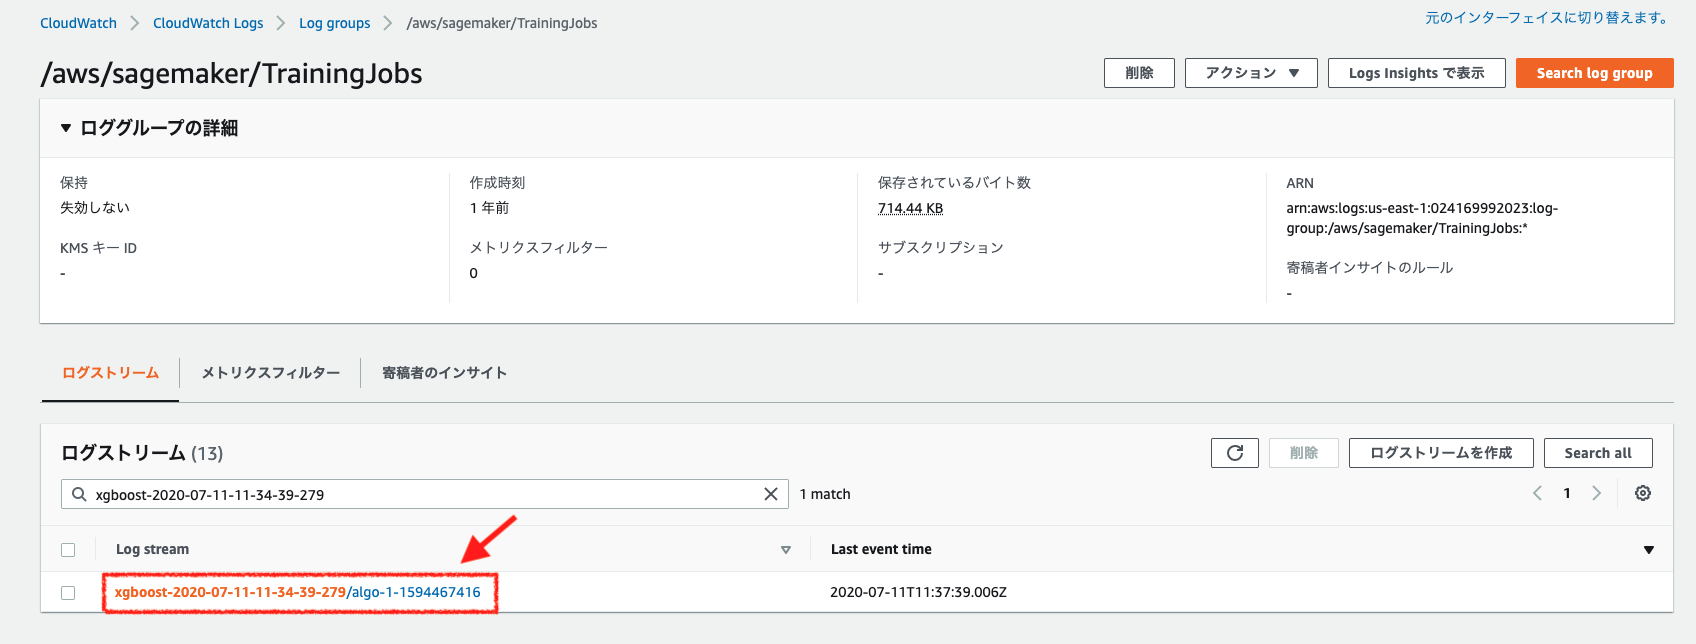 CloudWatch CloudWatch Logs Log groups /aws/sagemaker/TrainingJobs
元のインターフェイスに切り替えます。
/aws/sagemaker/TrainingJobs
削除 アクション Logs Insights で表示 Search log group
ロググループの詳細
保持
失効しない
KMS キー ID
-
作成時刻
1 年前
メトリクスフィルター
0
保存されているバイト数
714.44 KB
サブスクリプション
-
ARN
arn:aws:logs:us-east-1:024169992023:log-
group:/aws/sagemaker/TrainingJobs:*
寄稿者インサイトのルール
-
ログストリーム メトリクスフィルター 寄稿者のインサイト
ログストリーム (13)
削除 ログストリームを作成 Search all
xgboost-2020-07-11-11-34-39-279 1 match
1
Log stream Last event time
xgboost-2020-07-11-11-34-39-279/algo-1-1594467416 2020-07-11T11:37:39.006Z